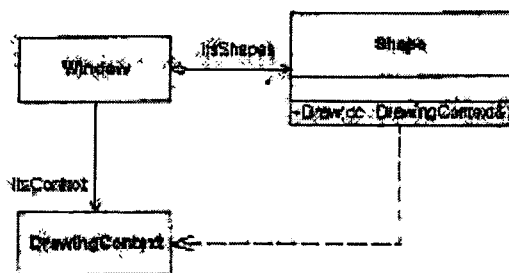 itsShapes
Shape
Window
+Draw(dc : DrawingContext&
itsContext
DrawingContext